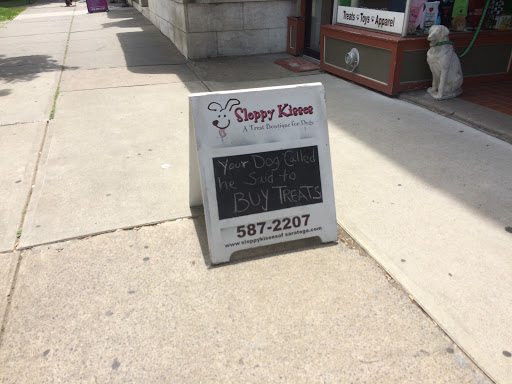 Treats Toys Apparel
Sloppy Kisses
A Treat Boutique for Dogs
Your Dog Called
he Said to
BUY TREATS
587-2207
www.sloppykissesofsaratoga.com